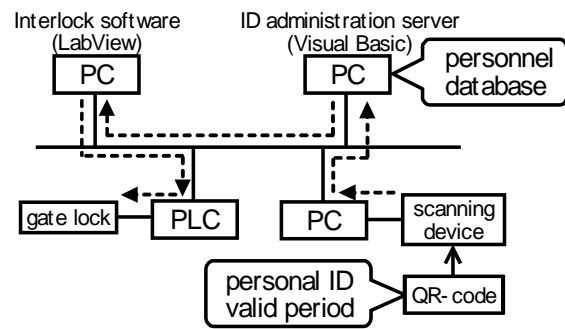 Interlock software
(LabView)
ID administration server
(Visual Basic)
PC
PC
personnel
database
gate lock
PLC
PC
scanning
device
personal ID
valid period
QR- code